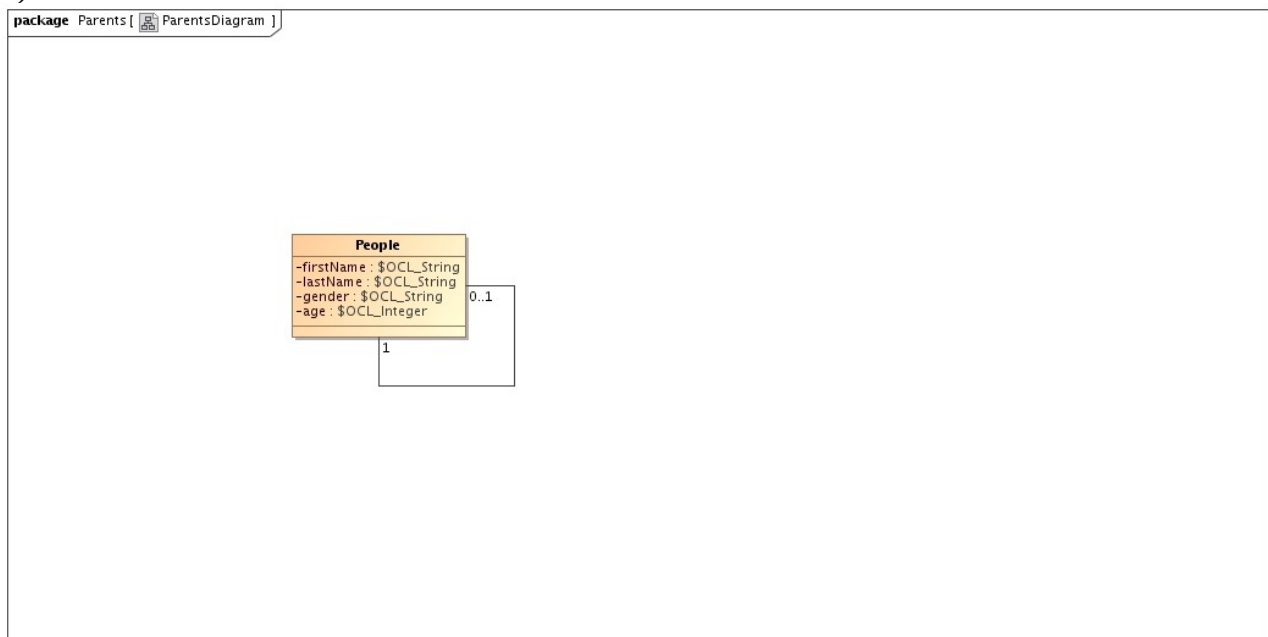 package Parents [ ParentsDiagram ]
People
-firstName : $OCL_String
-lastName : $OCL_String
-gender : $OCL_String
-age : $OCL_Integer
0..1
1